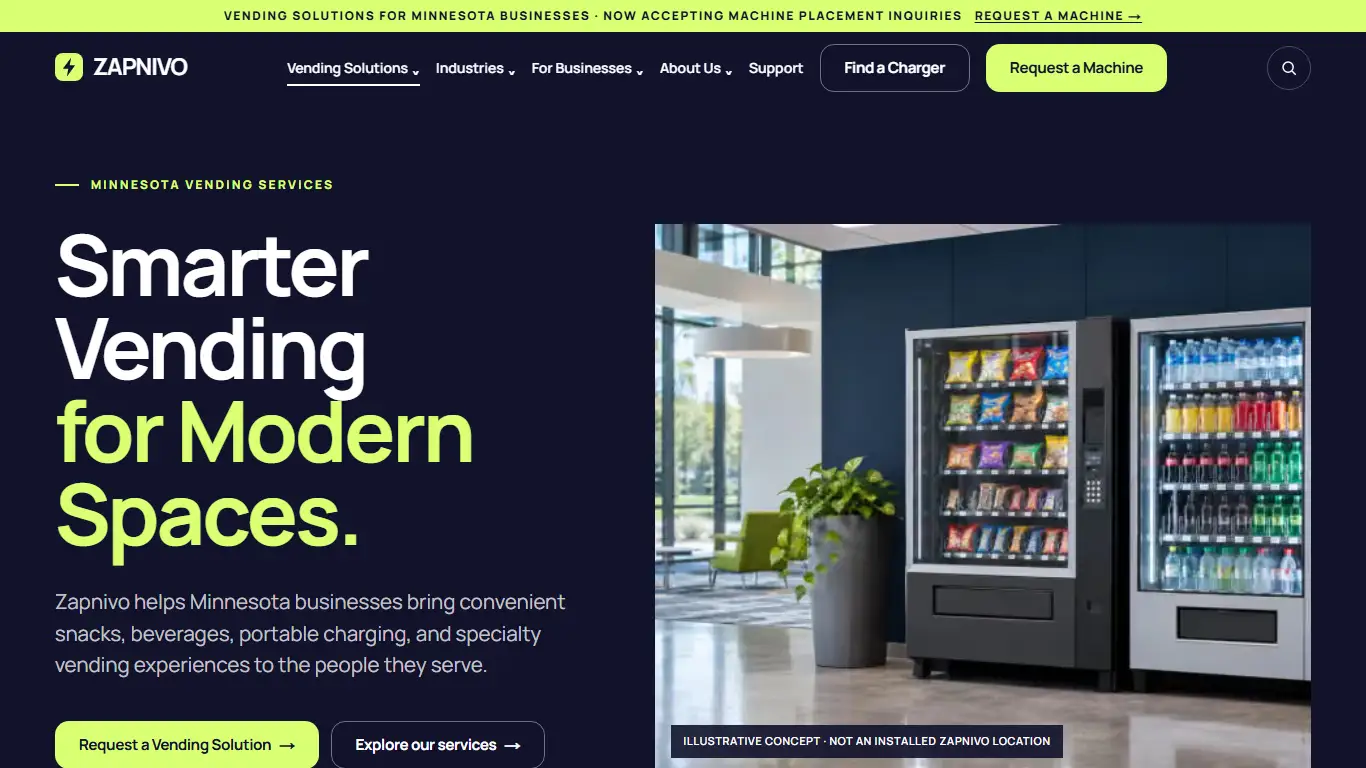 VENDING SOLUTIONS FOR MINNESOTA BUSINESSES · NOW ACCEPTING MACHINE PLACEMENT INQUIRIES REQUEST A MACHINE →
ZAPNIVO
Vending Solutions
Industries
For Businesses
About Us
Support
Find a Charger
Request a Machine
MINNESOTA VENDING SERVICES
Smarter
Vending
for Modern
Spaces.
Zapnivo helps Minnesota businesses bring convenient
snacks, beverages, portable charging, and specialty
vending experiences to the people they serve.
Request a Vending Solution →
Explore our services →
ILLUSTRATIVE CONCEPT · NOT AN INSTALLED ZAPNIVO LOCATION